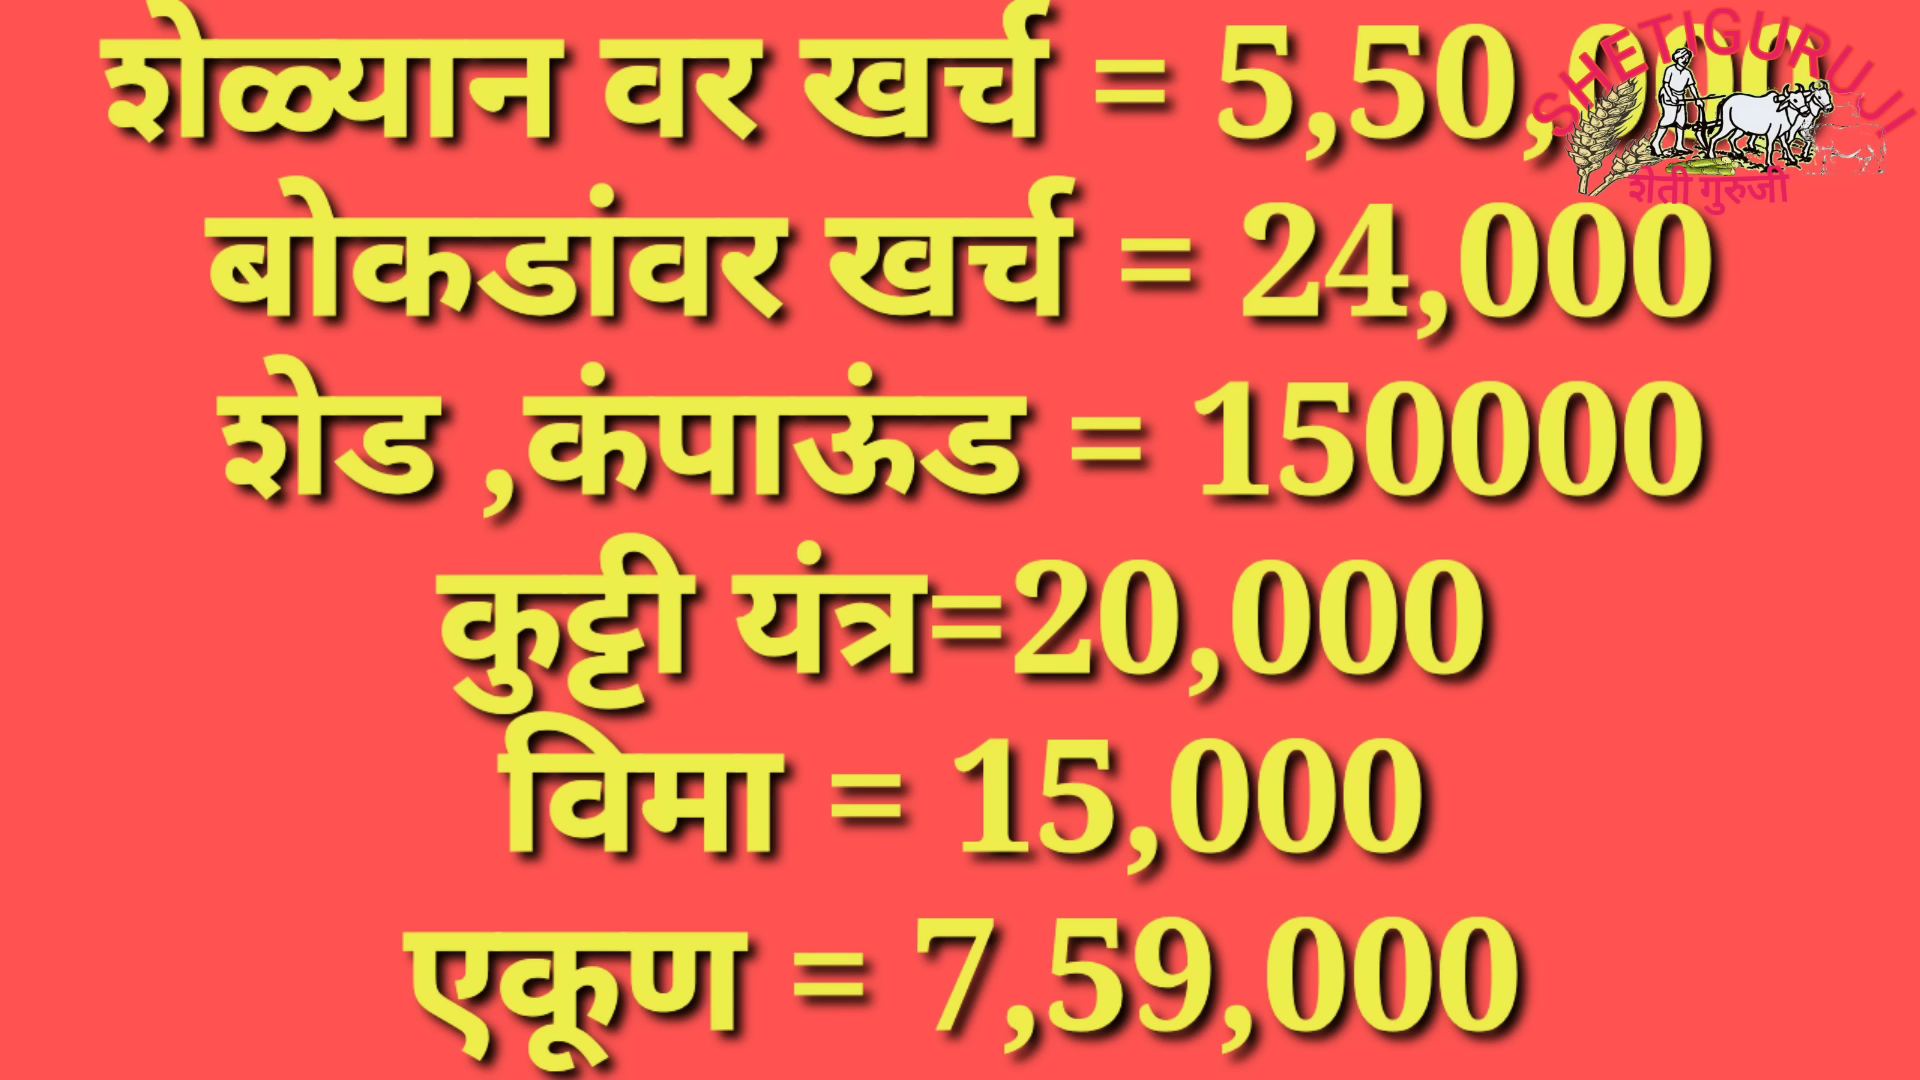 शेळ्यान वर खर्च = 5,50,000
SHETIGURUJI
शेती गुरुजी
बोकडांवर खर्च = 24,000
शेड ,कंपाऊंड = 150000
कुट्टी यंत्र=20,000
विमा = 15,000
एकूण = 7,59,000